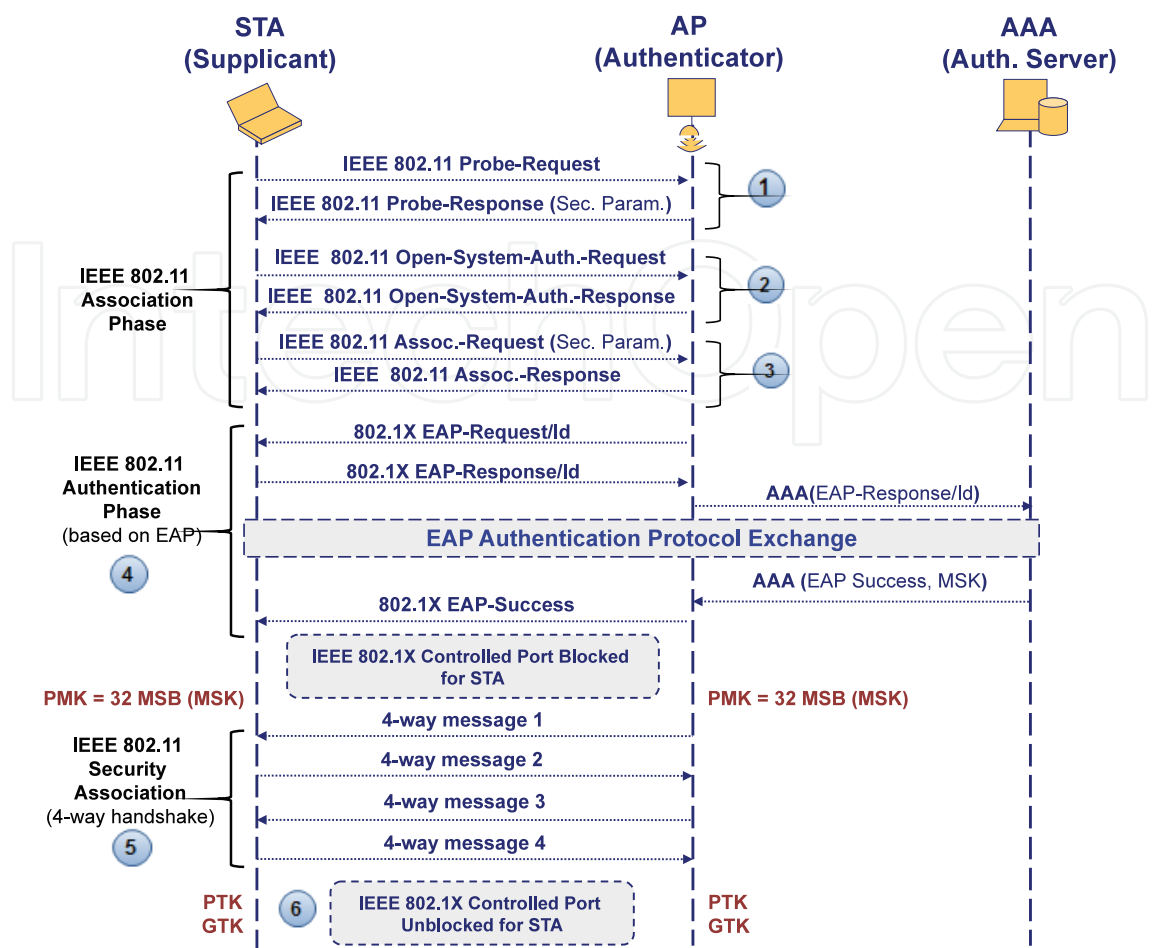 STA
(Supplicant)
AP
(Authenticator)
AAA
(Auth. Server)
IEEE 802.11 Probe-Request
1
IEEE 802.11 Probe-Response (Sec. Param.)
IEEE 802.11 Open-System-Auth.-Request
IEEE 802.11
Association
Phase
2
IEEE 802.11 Open-System-Auth.-Response
IEEE 802.11 Assoc.-Request (Sec. Param.)
3
IEEE 802.11 Assoc.-Response
IntechOpen
802.1X EAP-Request/Id
IEEE 802.11
Authentication
Phase
(based on EAP)
4
802.1X EAP-Response/Id
AAA(EAP-Response/Id)
EAP Authentication Protocol Exchange
AAA (EAP Success, MSK)
802.1X EAP-Success
IEEE 802.1X Controlled Port Blocked
for STA
PMK = 32 MSB (MSK)
PMK = 32 MSB (MSK)
4-way message 1
IEEE 802.11
Security
Association
(4-way handshake)
5
4-way message 2
4-way message 3
4-way message 4
PTK
GTK
6
IEEE 802.1X Controlled Port
Unblocked for STA
PTK
GTK